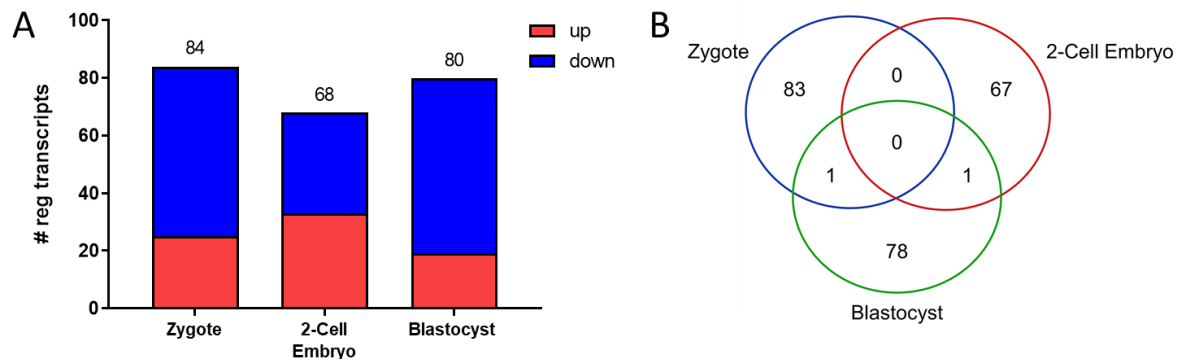 A
100
80
60
40
20
0
# reg transcripts
84
68
80
up
down
Zygote
2-Cell
Embryo
Blastocyst
B
Zygote
2-Cell Embryo
83
0
67
0
1
1
78
Blastocyst